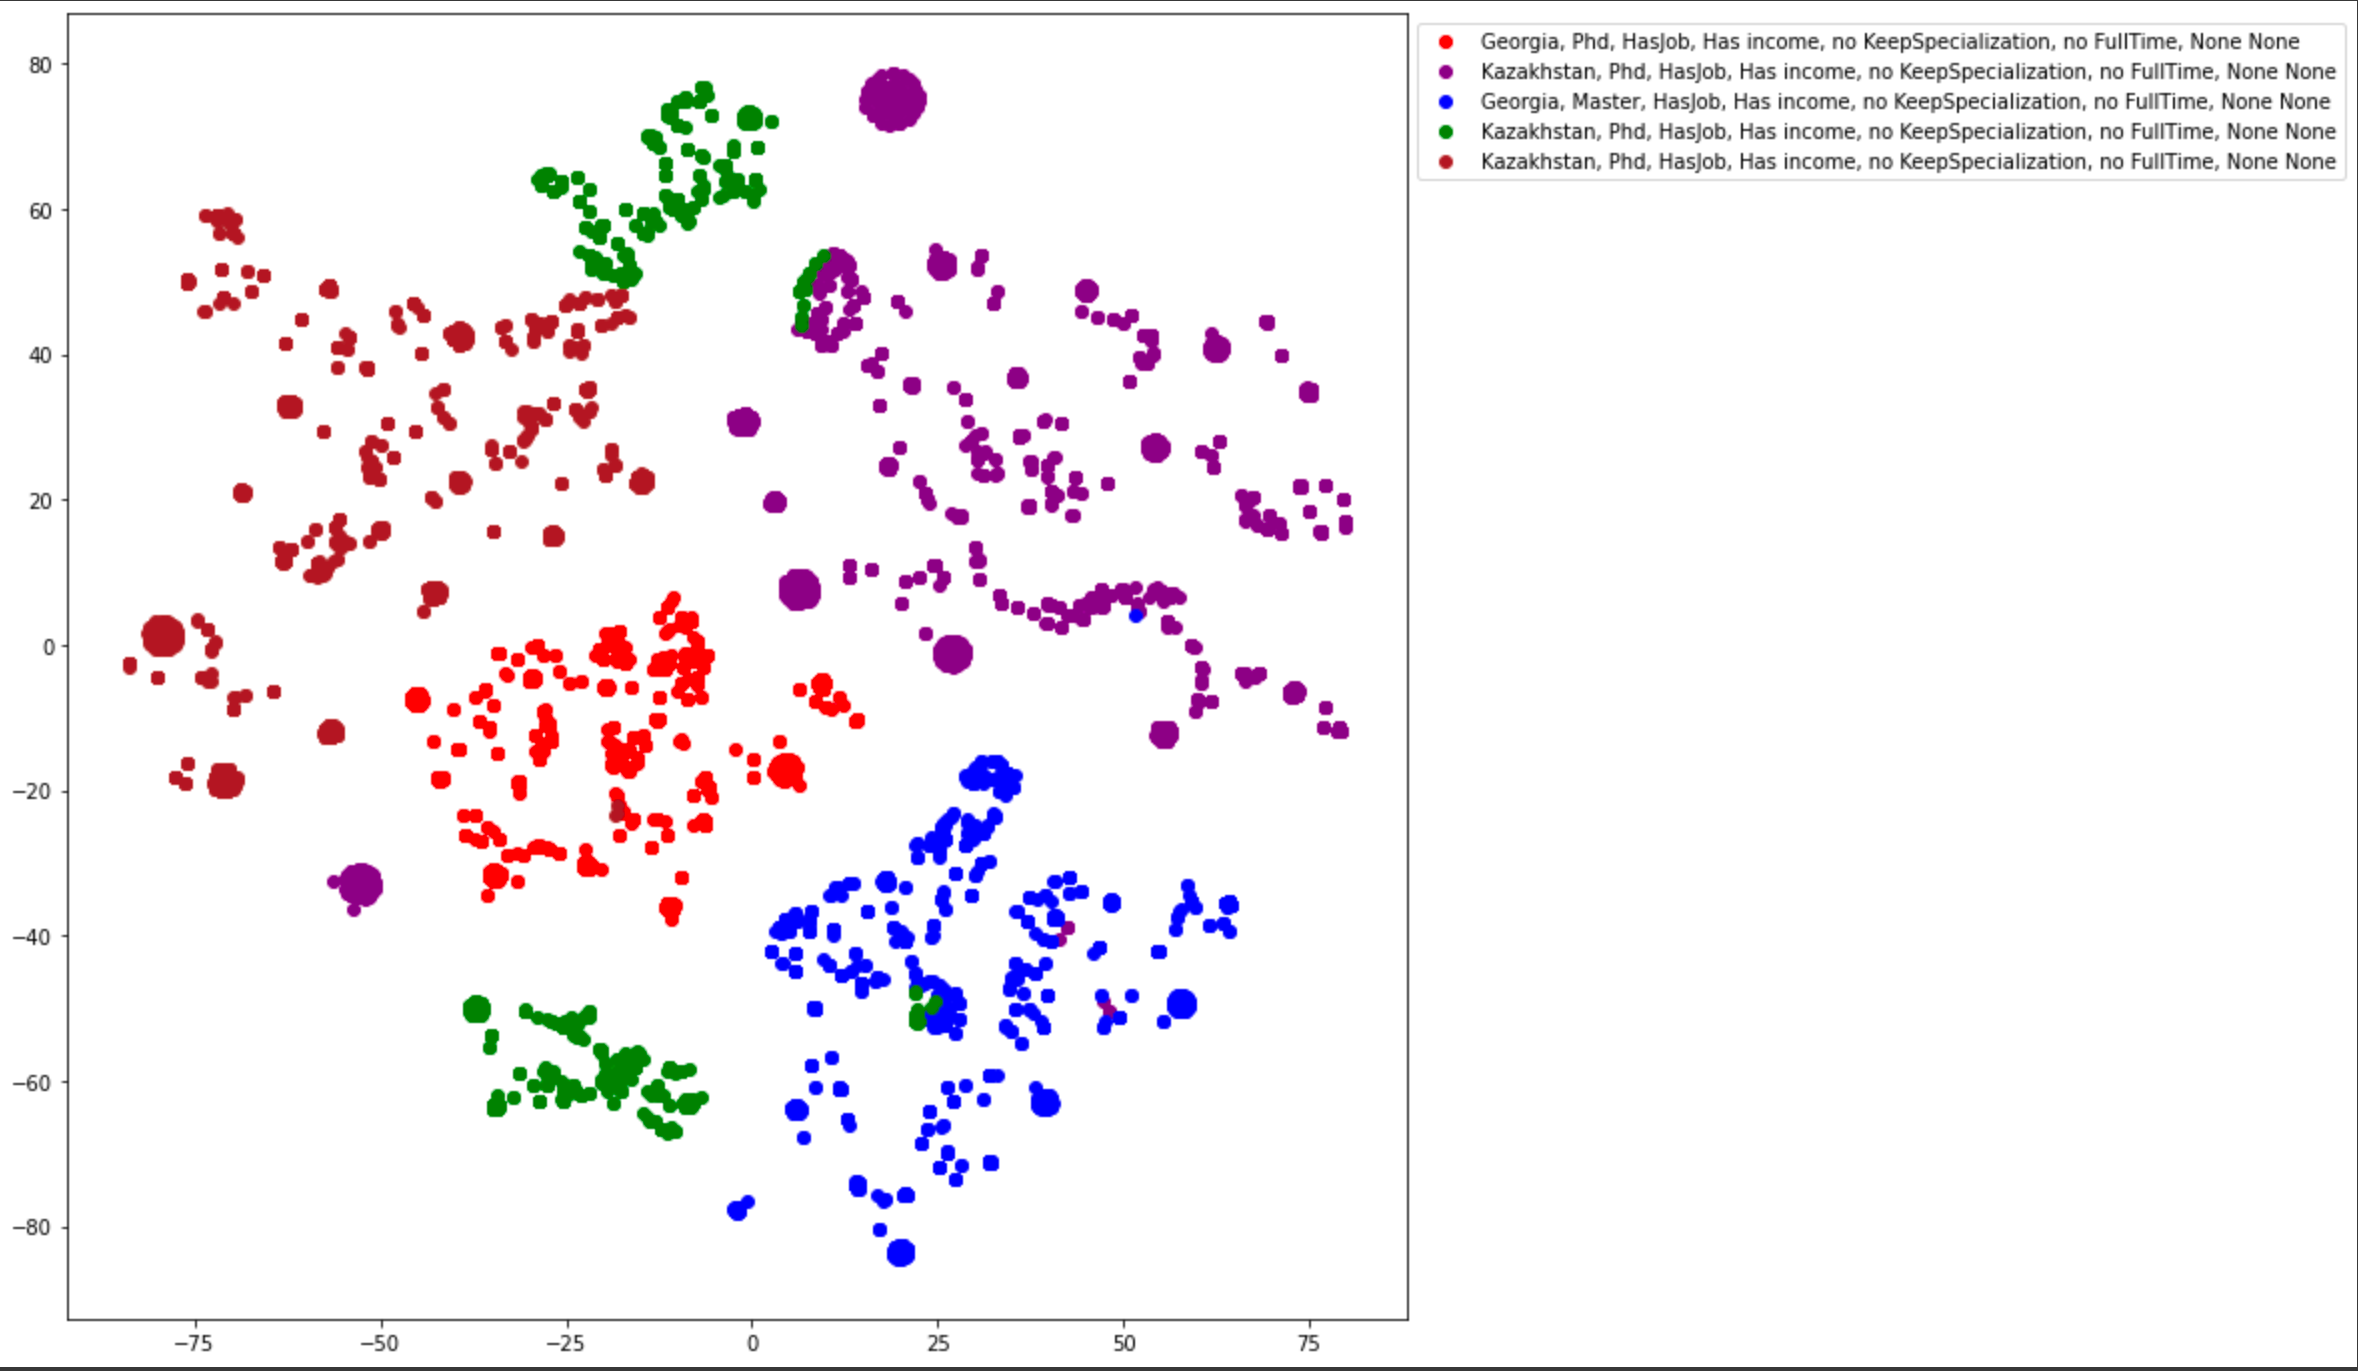 Georgia, Phd, HasJob, Has income, no KeepSpecialization, no FullTime, None None
Kazakhstan, Phd, HasJob, Has income, no KeepSpecialization, no FullTime, None None
Georgia, Master, HasJob, Has income, no KeepSpecialization, no FullTime, None None
Kazakhstan, Phd, HasJob, Has income, no KeepSpecialization, no FullTime, None None
Kazakhstan, Phd, HasJob, Has income, no KeepSpecialization, no FullTime, None None
80
60
40
20
0
−20
−40
−60
−80
−75 −50 −25 0 25 50 75